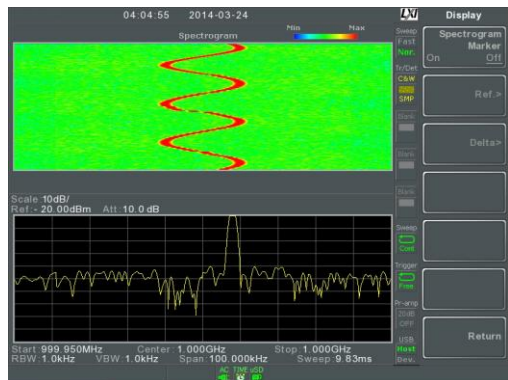 04:04:55 2014-03-24
LXI
Display
Spectrogram
Min Max
Sweep
Fast
Nor.
Tr/Det
C&W
SMP
Blank
Blank
Blank
Spectrogram
Marker
On Off
Ref.>
Delta>
Scale:10dB/
Ref:- 20.00dBm Att:10.0 dB
Sweep
Cont
Trigger
Free
Pr-amp
20dB
OFF
USB
Host
Dev.
Return
Start:999.950MHz Center:1.000GHz Stop:1.000GHz
RBW:1.0kHz VBW:1.0kHz Span:100.000kHz Sweep:9.83ms
AC TIME uSD